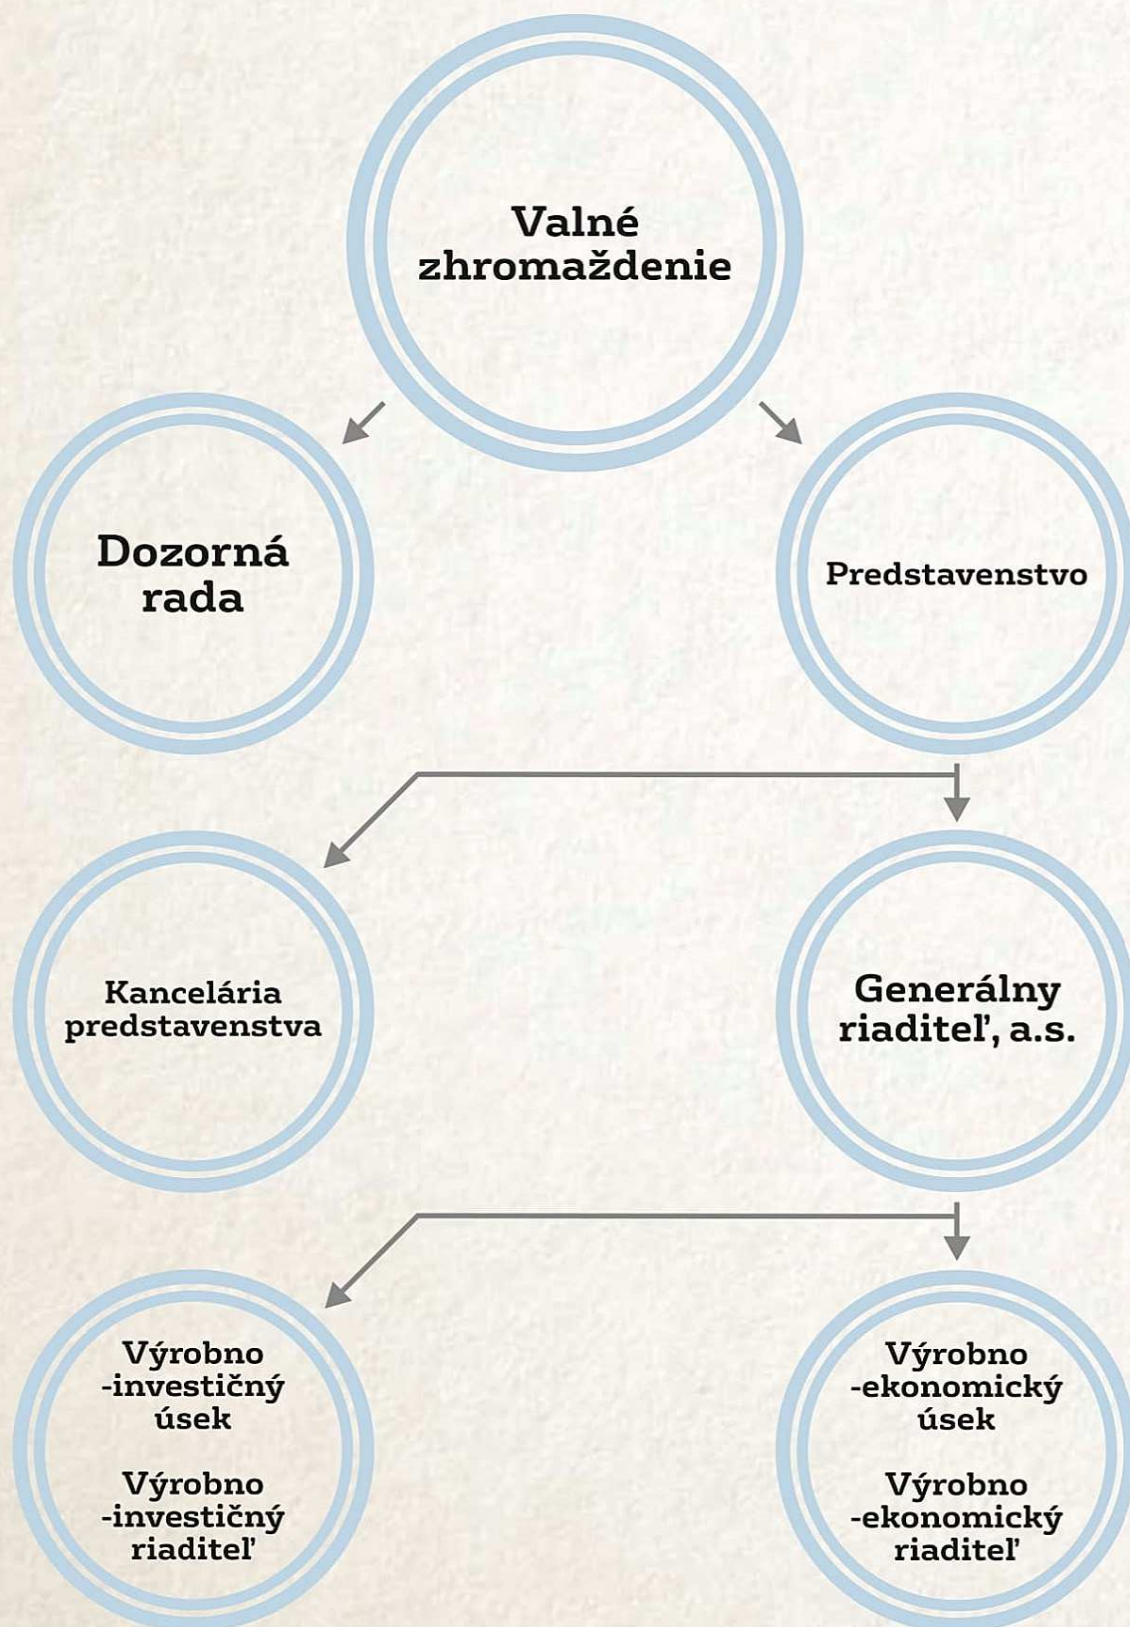 Valné
zhromaždenie
Dozorná
rada
Predstavenstvo
Kancelária
predstavenstva
Generálny
riaditeľ, a.s.
Výrobno
-investičný
úsek
Výrobno
-investičný
riaditeľ
Výrobno
-ekonomický
úsek
Výrobno
-ekonomický
riaditeľ